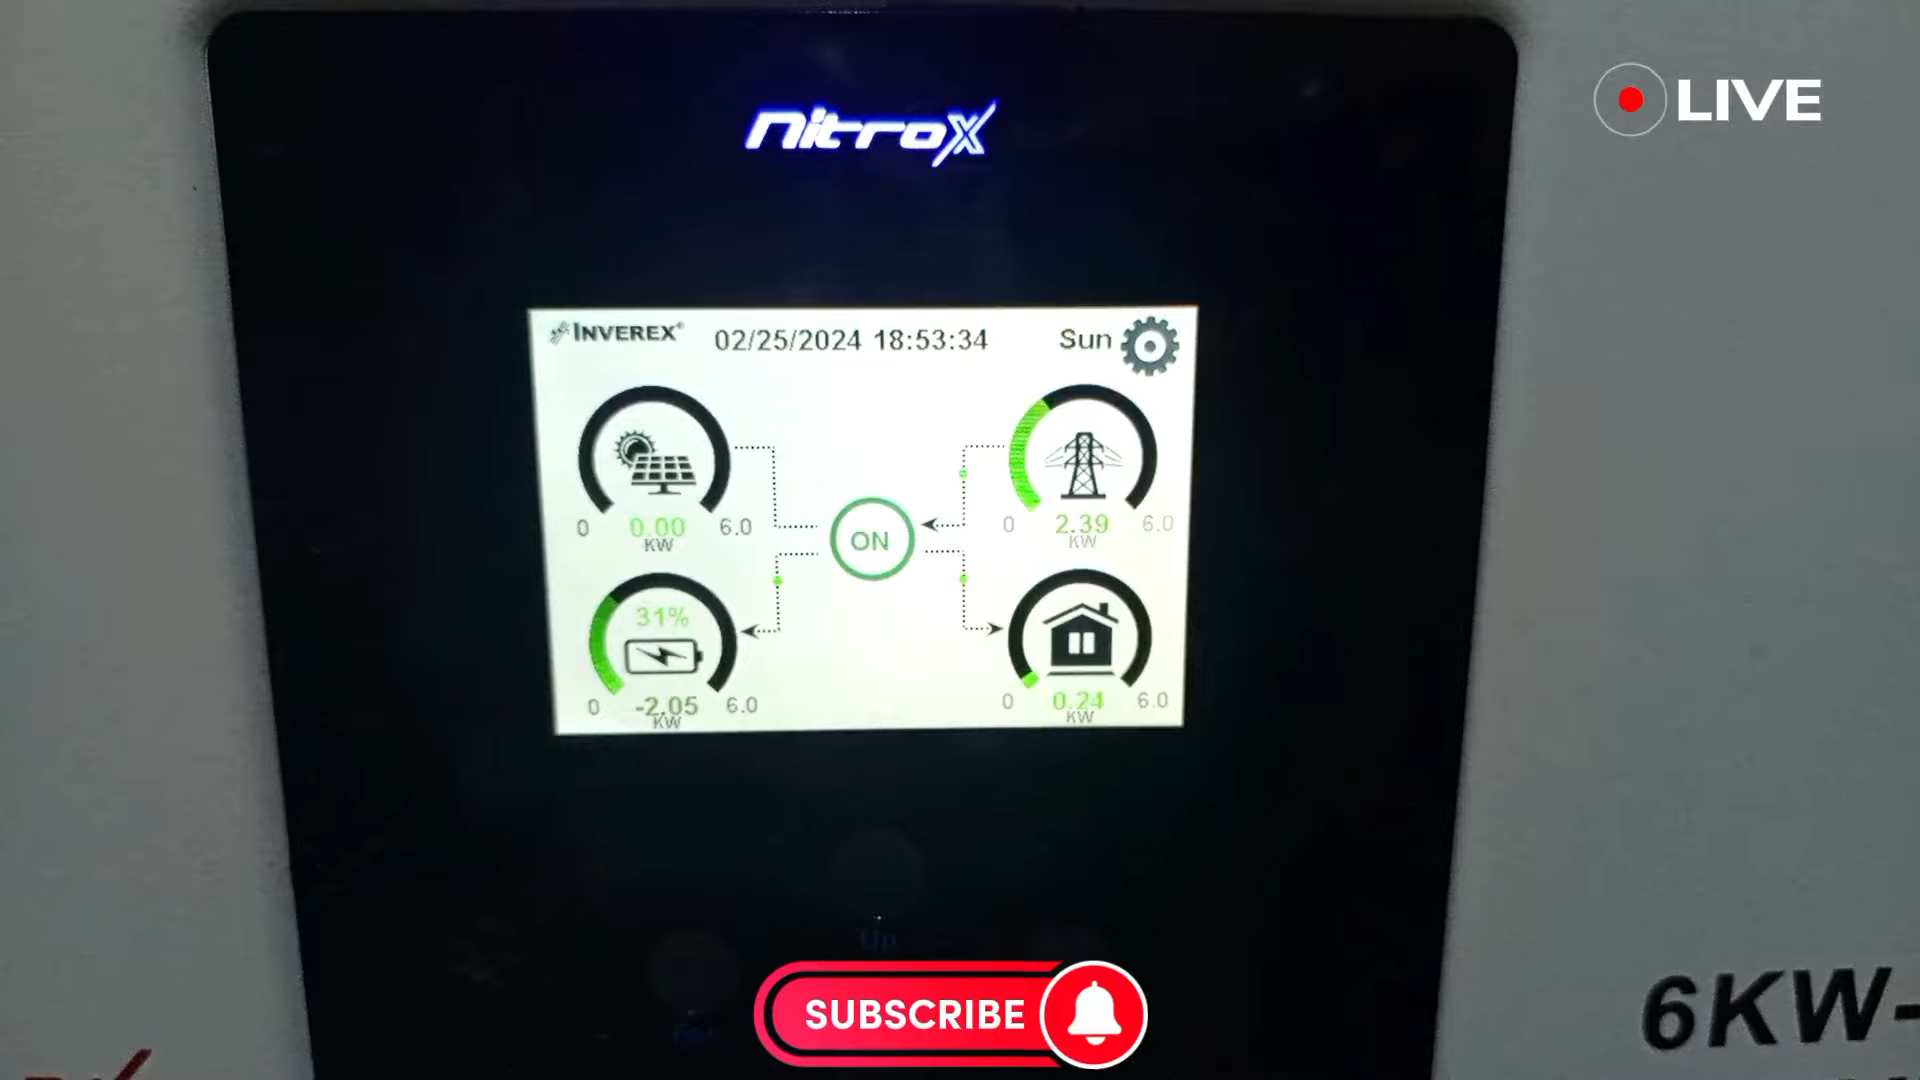 nitrox
LIVE
INVEREX®
02/25/2024 18:53:34
Sun
0 0.00 6.0
KW
0 2.39 6.0
KW
ON
31%
0 -2.05 6.0
KW
0 0.24 6.0
KW
Up
SUBSCRIBE
6KW-